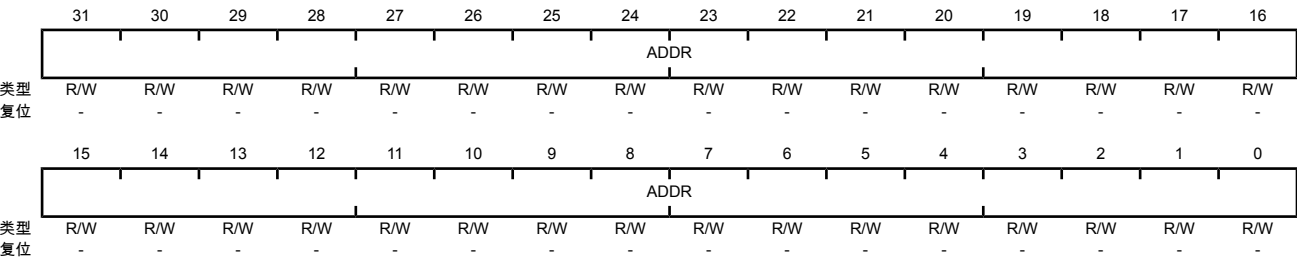 31 30 29 28 27 26 25 24 23 22 21 20 19 18 17 16
ADDR
类型 R/W R/W R/W R/W R/W R/W R/W R/W R/W R/W R/W R/W R/W R/W R/W R/W
复位 - - - - - - - - - - - - - - - -
15 14 13 12 11 10 9 8 7 6 5 4 3 2 1 0
ADDR
类型 R/W R/W R/W R/W R/W R/W R/W R/W R/W R/W R/W R/W R/W R/W R/W R/W
复位 - - - - - - - - - - - - - - - -